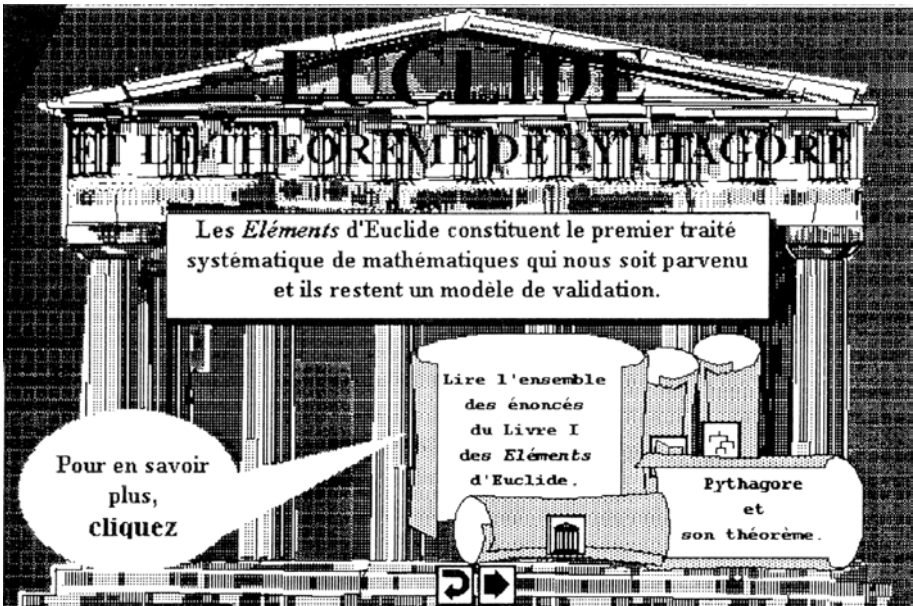 EUCLIDE
ET LE THEOREME DE PYTHAGORE
Les Eléments d'Euclide constituent le premier traité
systématique de mathématiques qui nous soit parvenu
et ils restent un modèle de validation.
Lire l'ensemble
des énoncés
du Livre I
des Eléments
d'Euclide.
Pour en savoir
plus,
cliquez
Pythagore
et
son théorème.